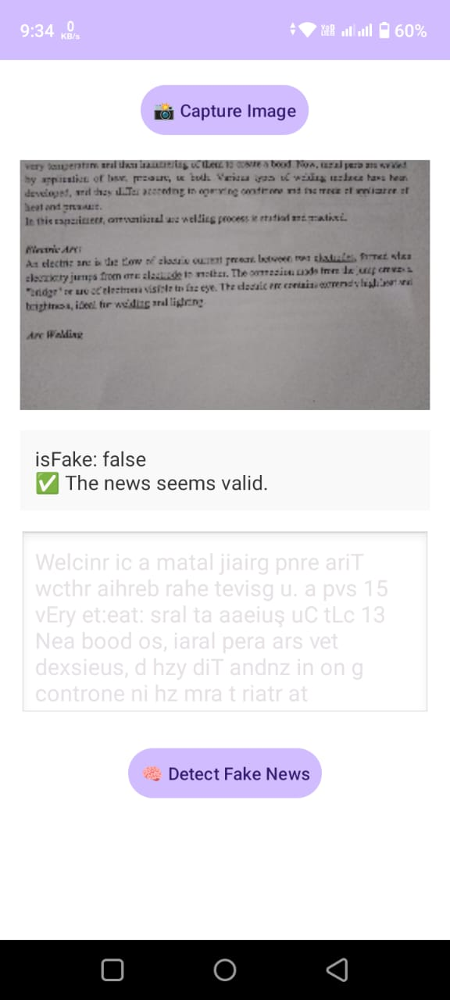 9:34 0 KB/s VoB LTE2 60%
📸 Capture Image
very temperature and then hammering of them to create a bond. Now, metal parts are welded
by application of heat, pressure, or both. Various types of welding methods have been
developed, and they differ according to operating conditions and the mode of application of
heat and pressure.
In this experiment, conventional arc welding process is studied and practiced.
Electric Arc:
An electric arc is the flow of electric current present between two electrodes, formed when
electricity jumps from one electrode to another. The connection made from the jump creates a
"bridge" or arc of electrons visible to the eye. The electric arc contains extremely high heat and
brightness, ideal for welding and lighting.
Arc Welding
isFake: false
✅ The news seems valid.
Welcinr ic a matal jiairg pnre ariT
wcthr aihreb rahe tevisg u. a pvs 15
vEry et:eat: sral ta aaeiuş uC tLc 13
Nea bood os, iaral pera ars vet
dexsieus, d hzy diT andnz in on g
controne ni hz mra t riatr at
🧠 Detect Fake News